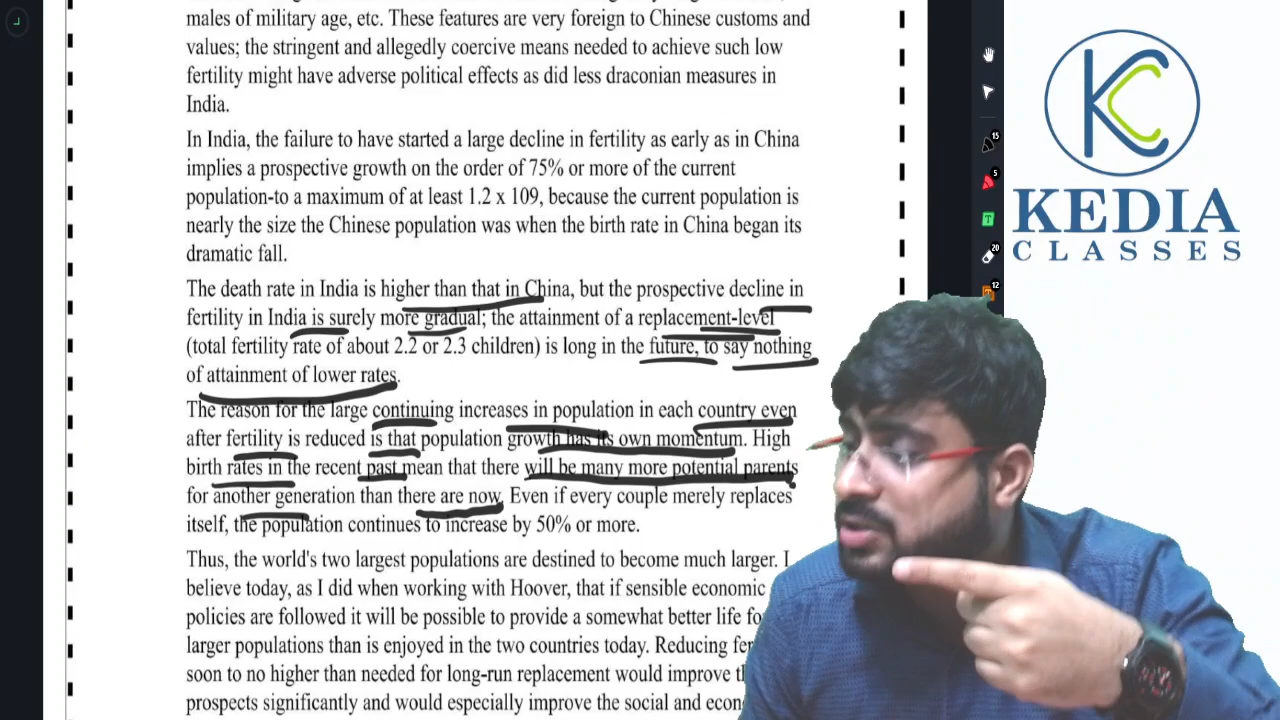 males of military age, etc. These features are very foreign to Chinese customs and
values; the stringent and allegedly coercive means needed to achieve such low
fertility might have adverse political effects as did less draconian measures in
India.
In India, the failure to have started a large decline in fertility as early as in China
implies a prospective growth on the order of 75% or more of the current
population-to a maximum of at least 1.2 x 109, because the current population is
nearly the size the Chinese population was when the birth rate in China began its
dramatic fall.
The death rate in India is higher than that in China, but the prospective decline in
fertility in India is surely more gradual; the attainment of a replacement-level
(total fertility rate of about 2.2 or 2.3 children) is long in the future, to say nothing
of attainment of lower rates.
The reason for the large continuing increases in population in each country even
after fertility is reduced is that population growth has its own momentum. High
birth rates in the recent past mean that there will be many more potential parents
for another generation than there are now. Even if every couple merely replaces
itself, the population continues to increase by 50% or more.
Thus, the world's two largest populations are destined to become much larger. I
believe today, as I did when working with Hoover, that if sensible economic
policies are followed it will be possible to provide a somewhat better life
larger populations than is enjoyed in the two countries today. Reducing
soon to no higher than needed for long-run replacement would improve
prospects significantly and would especially improve the social and
15
5
T
20
12
KC
KEDIA
CLASSES